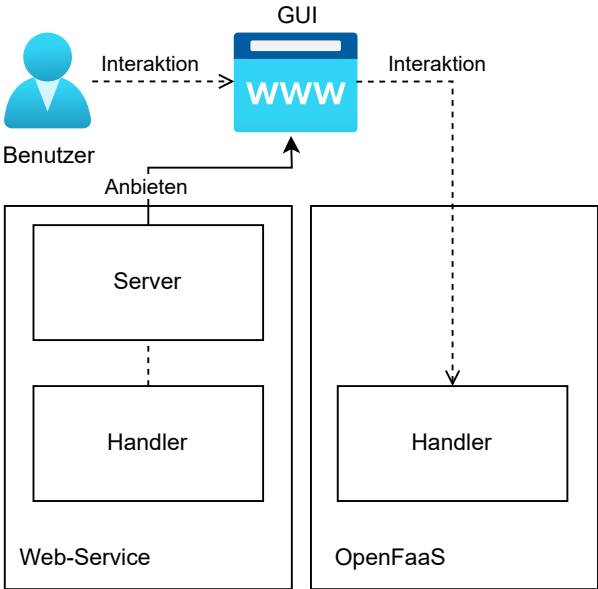 GUI
Interaktion
Interaktion
WWW
Benutzer
Anbieten
Server
Handler
Handler
Web-Service
OpenFaaS